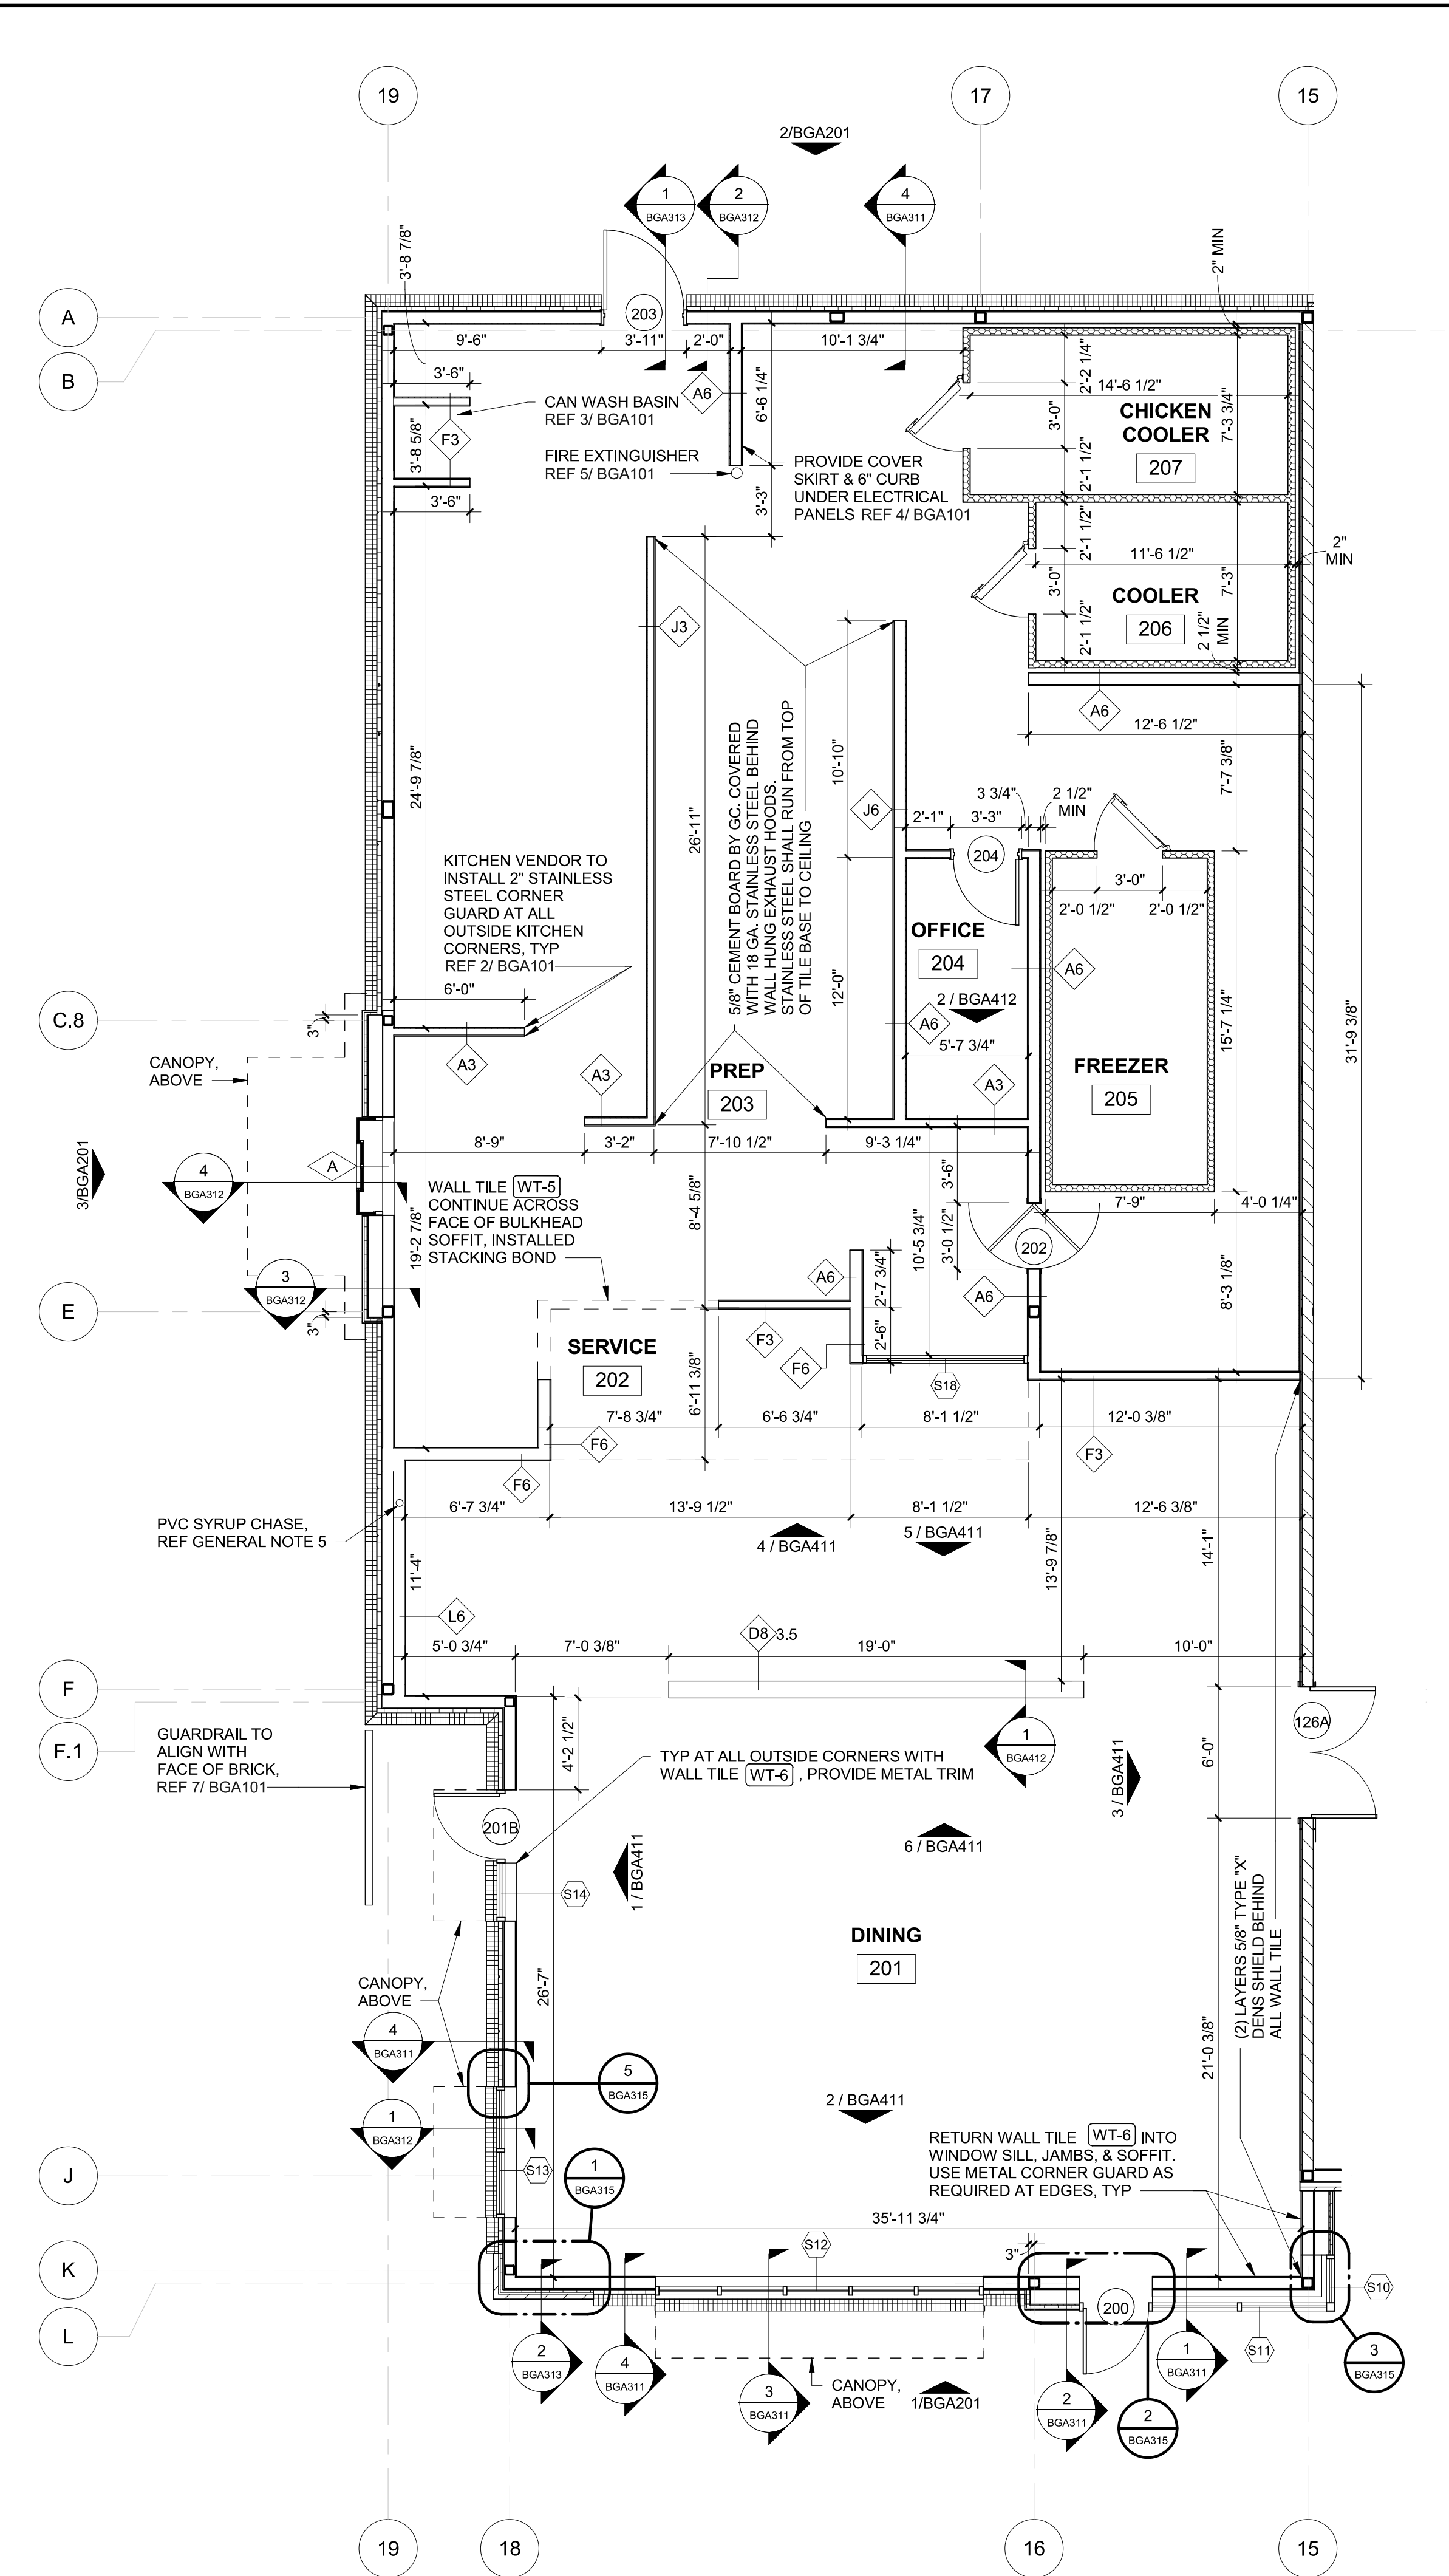 19
17
15
2/BGA201
1
BGA313
2
BGA312
4
BGA311
3'-8 7/8"
2" MIN
A
B
203
9'-6"
3'-11"
2'-0"
10'-1 3/4"
3'-6"
A6
6'-6 1/4"
2'-2 1/4"
14'-6 1/2"
CAN WASH BASIN
REF 3/ BGA101
F3
3'-8 5/8"
3'-0"
CHICKEN
COOLER
207
7'-3 3/4"
FIRE EXTINGUISHER
REF 5/ BGA101
PROVIDE COVER
SKIRT & 6" CURB
UNDER ELECTRICAL
PANELS REF 4/ BGA101
2'-1 1/2"
3'-6"
3'-3"
2'-1 1/2"
11'-6 1/2"
2"
MIN
3'-0"
COOLER
206
7'-3"
J3
2'-1 1/2"
2 1/2"
MIN
A6
12'-6 1/2"
24'-9 7/8"
26'-11"
5/8" CEMENT BOARD BY GC. COVERED
WITH 18 GA. STAINLESS STEEL BEHIND
WALL HUNG EXHAUST HOODS.
STAINLESS STEEL SHALL RUN FROM TOP
OF TILE BASE TO CEILING
10'-10"
7'-7 3/8"
J6
3 3/4"
2 1/2"
MIN
2'-1"
3'-3"
204
KITCHEN VENDOR TO
INSTALL 2" STAINLESS
STEEL CORNER
GUARD AT ALL
OUTSIDE KITCHEN
CORNERS, TYP
REF 2/ BGA101
3'-0"
2'-0 1/2"
2'-0 1/2"
OFFICE
204
A6
6'-0"
12'-0"
2 / BGA412
A6
C.8
3"
15'-7 1/4"
31'-9 3/8"
CANOPY,
ABOVE
A3
A3
5'-7 3/4"
PREP
203
A3
FREEZER
205
3/BGA201
8'-9"
3'-2"
7'-10 1/2"
9'-3 1/4"
A
4
BGA312
WALL TILE WT-5
CONTINUE ACROSS
FACE OF BULKHEAD
SOFFIT, INSTALLED
STACKING BOND
3'-6"
7'-9"
4'-0 1/4"
8'-4 5/8"
19'-2 7/8"
10'-5 3/4"
3'-0 1/2"
202
3
BGA312
A6
2'-7 3/4"
A6
8'-3 1/8"
E
3"
SERVICE
202
F3
2'-6"
F6
S18
6'-11 3/8"
7'-8 3/4"
6'-6 3/4"
8'-1 1/2"
12'-0 3/8"
F6
F3
F6
6'-7 3/4"
13'-9 1/2"
8'-1 1/2"
12'-6 3/8"
PVC SYRUP CHASE,
REF GENERAL NOTE 5
4 / BGA411
5 / BGA411
11'-4"
13'-9 7/8"
14'-1"
L6
D8 3.5
5'-0 3/4"
7'-0 3/8"
19'-0"
10'-0"
F
F.1
126A
GUARDRAIL TO
ALIGN WITH
FACE OF BRICK,
REF 7/ BGA101
4'-2 1/2"
1
BGA412
6'-0"
TYP AT ALL OUTSIDE CORNERS WITH
WALL TILE WT-6 , PROVIDE METAL TRIM
3 / BGA411
201B
6 / BGA411
1 / BGA411
S14
DINING
201
(2) LAYERS 5/8" TYPE "X"
DENS SHIELD BEHIND
ALL WALL TILE
CANOPY,
ABOVE
26'-7"
4
BGA311
5
BGA315
21'-0 3/8"
2 / BGA411
1
BGA312
RETURN WALL TILE WT-6 INTO
WINDOW SILL, JAMBS, & SOFFIT.
USE METAL CORNER GUARD AS
REQUIRED AT EDGES, TYP
J
S13
1
BGA315
35'-11 3/4"
S12
3"
K
S10
L
200
2
BGA313
4
BGA311
3
BGA311
CANOPY,
ABOVE
1/BGA201
2
BGA311
2
BGA315
1
BGA311
S11
3
BGA315
19
18
16
15